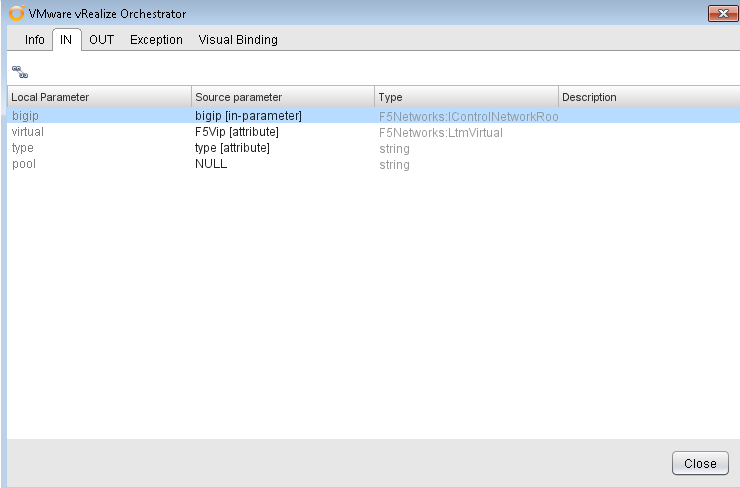 VMware vRealize Orchestrator
Info IN OUT Exception Visual Binding
Local Parameter Source parameter Type Description
bigip bigip [in-parameter] F5Networks:IControlNetworkRoo
virtual F5Vip [attribute] F5Networks:LtmVirtual
type type [attribute] string
pool NULL string
Close